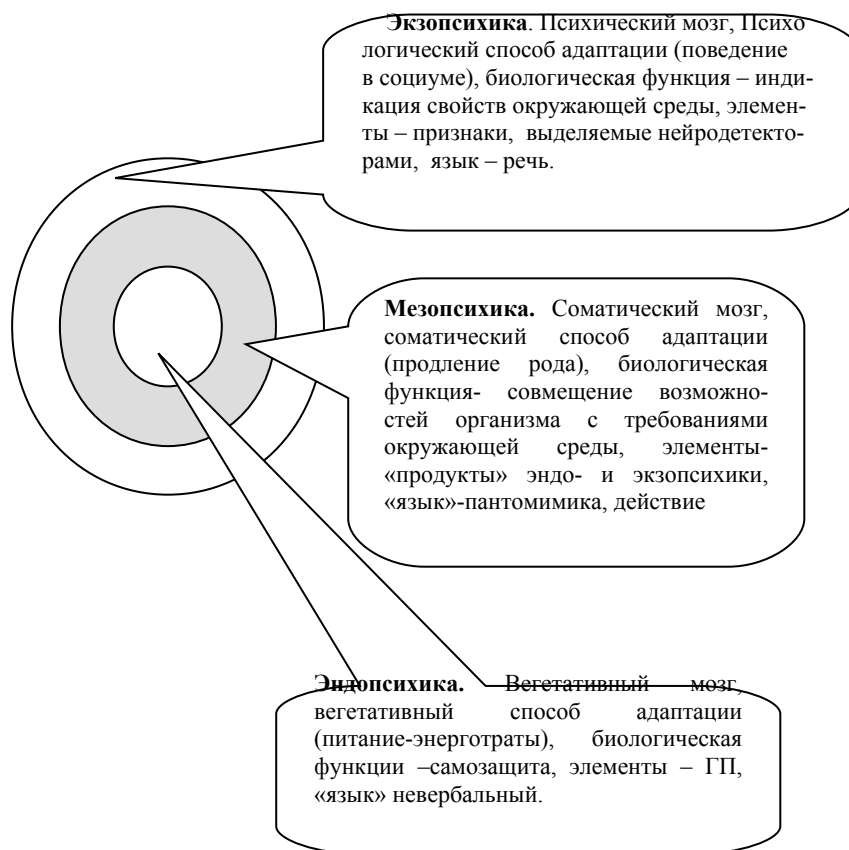 Экзопсихика. Психический мозг, Психо
логический способ адаптации (поведение
в социуме), биологическая функция – инди-
кация свойств окружающей среды, элемен-
ты – признаки, выделяемые нейродетекто-
рами, язык – речь.
Мезопсихика. Соматический мозг,
соматический способ адаптации
(продление рода), биологическая
функция- совмещение возможно-
стей организма с требованиями
окружающей среды, элементы-
«продукты» эндо- и экзопсихики,
«язык»-пантомимика, действие
Эндопсихика. Вегетативный мозг,
вегетативный способ адаптации
(питание-энерготраты), биологическая
функции –самозащита, элементы – ГП,
«язык» невербальный.